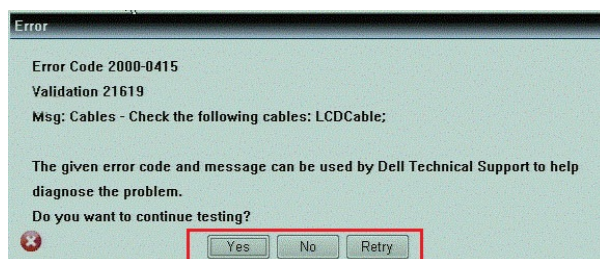 Error
Error Code 2000-0415
Validation 21619
Msg: Cables - Check the following cables: LCDCable;
The given error code and message can be used by Dell Technical Support to help
diagnose the problem.
Do you want to continue testing?
Yes No Retry